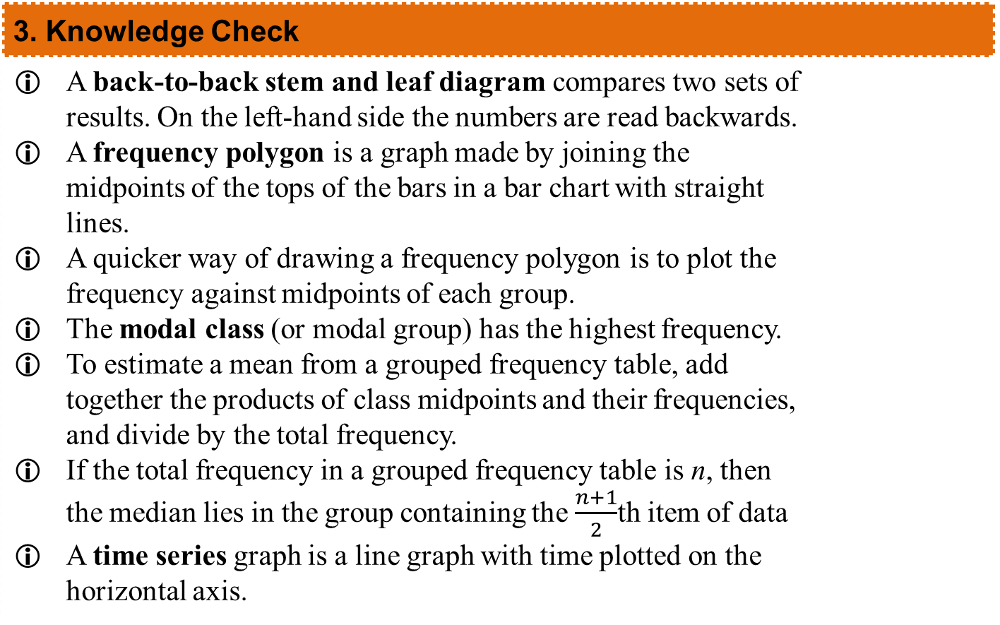 3. Knowledge Check
ⓘ A back-to-back stem and leaf diagram compares two sets of
results. On the left-hand side the numbers are read backwards.
ⓘ A frequency polygon is a graph made by joining the
midpoints of the tops of the bars in a bar chart with straight
lines.
ⓘ A quicker way of drawing a frequency polygon is to plot the
frequency against midpoints of each group.
ⓘ The modal class (or modal group) has the highest frequency.
ⓘ To estimate a mean from a grouped frequency table, add
together the products of class midpoints and their frequencies,
and divide by the total frequency.
ⓘ If the total frequency in a grouped frequency table is n, then
the median lies in the group containing the (n+1)/2 th item of data
ⓘ A time series graph is a line graph with time plotted on the
horizontal axis.